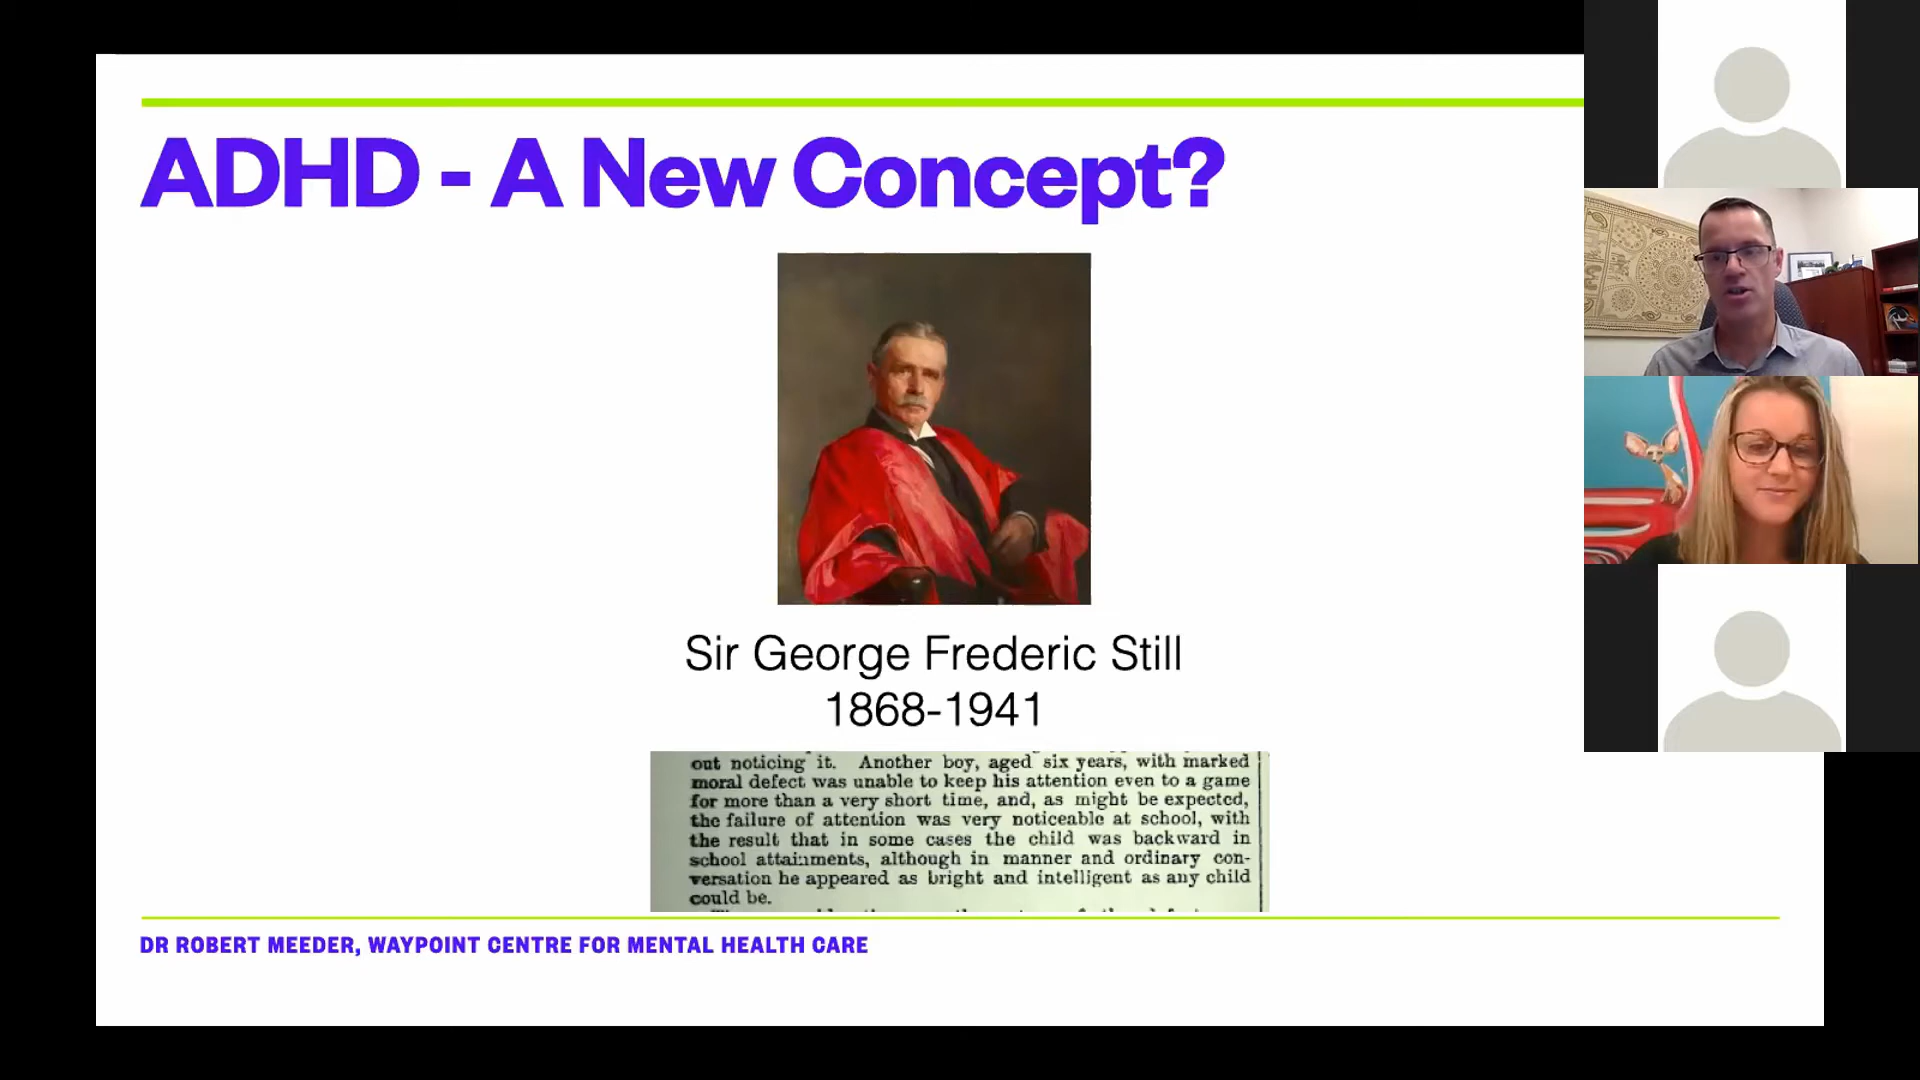 ADHD - A New Concept?
Sir George Frederic Still
1868-1941
out noticing it. Another boy, aged six years, with marked
moral defect was unable to keep his attention even to a game
for more than a very short time, and, as might be expected,
the failure of attention was very noticeable at school, with
the result that in some cases the child was backward in
school attainments, although in manner and ordinary con-
versation he appeared as bright and intelligent as any child
could be.
DR ROBERT MEEDER, WAYPOINT CENTRE FOR MENTAL HEALTH CARE